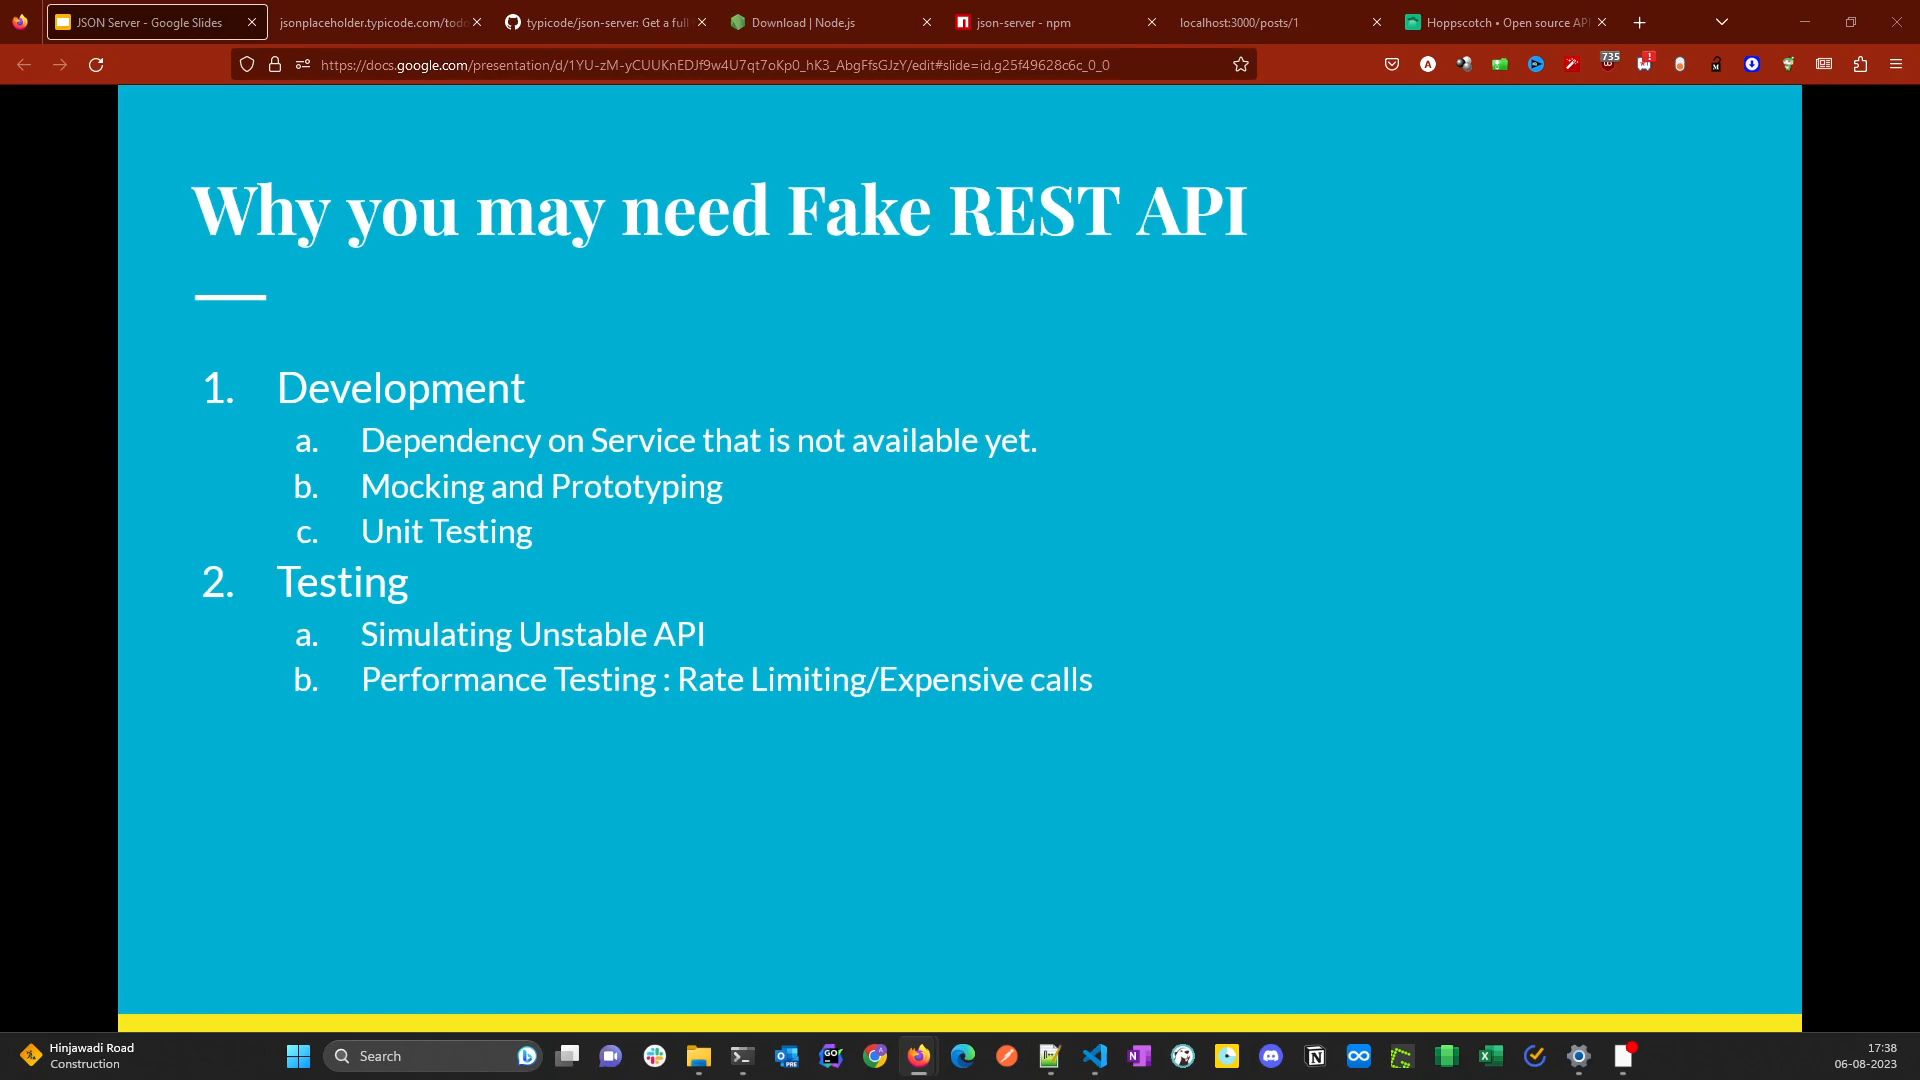 JSON Server - Google Slides
jsonplaceholder.typicode.com/todo
typicode/json-server: Get a full
Download | Node.js
json-server - npm
localhost:3000/posts/1
Hoppscotch • Open source API
https://docs.google.com/presentation/d/1YU-zM-yCUUKnEDJf9w4U7qt7oKp0_hK3_AbgFfsGJzY/edit#slide=id.g25f49628c6c_0_0
735
1
Why you may need Fake REST API
1. Development
a. Dependency on Service that is not available yet.
b. Mocking and Prototyping
c. Unit Testing
2. Testing
a. Simulating Unstable API
b. Performance Testing : Rate Limiting/Expensive calls
Hinjawadi Road
Construction
Search
17:38
06-08-2023